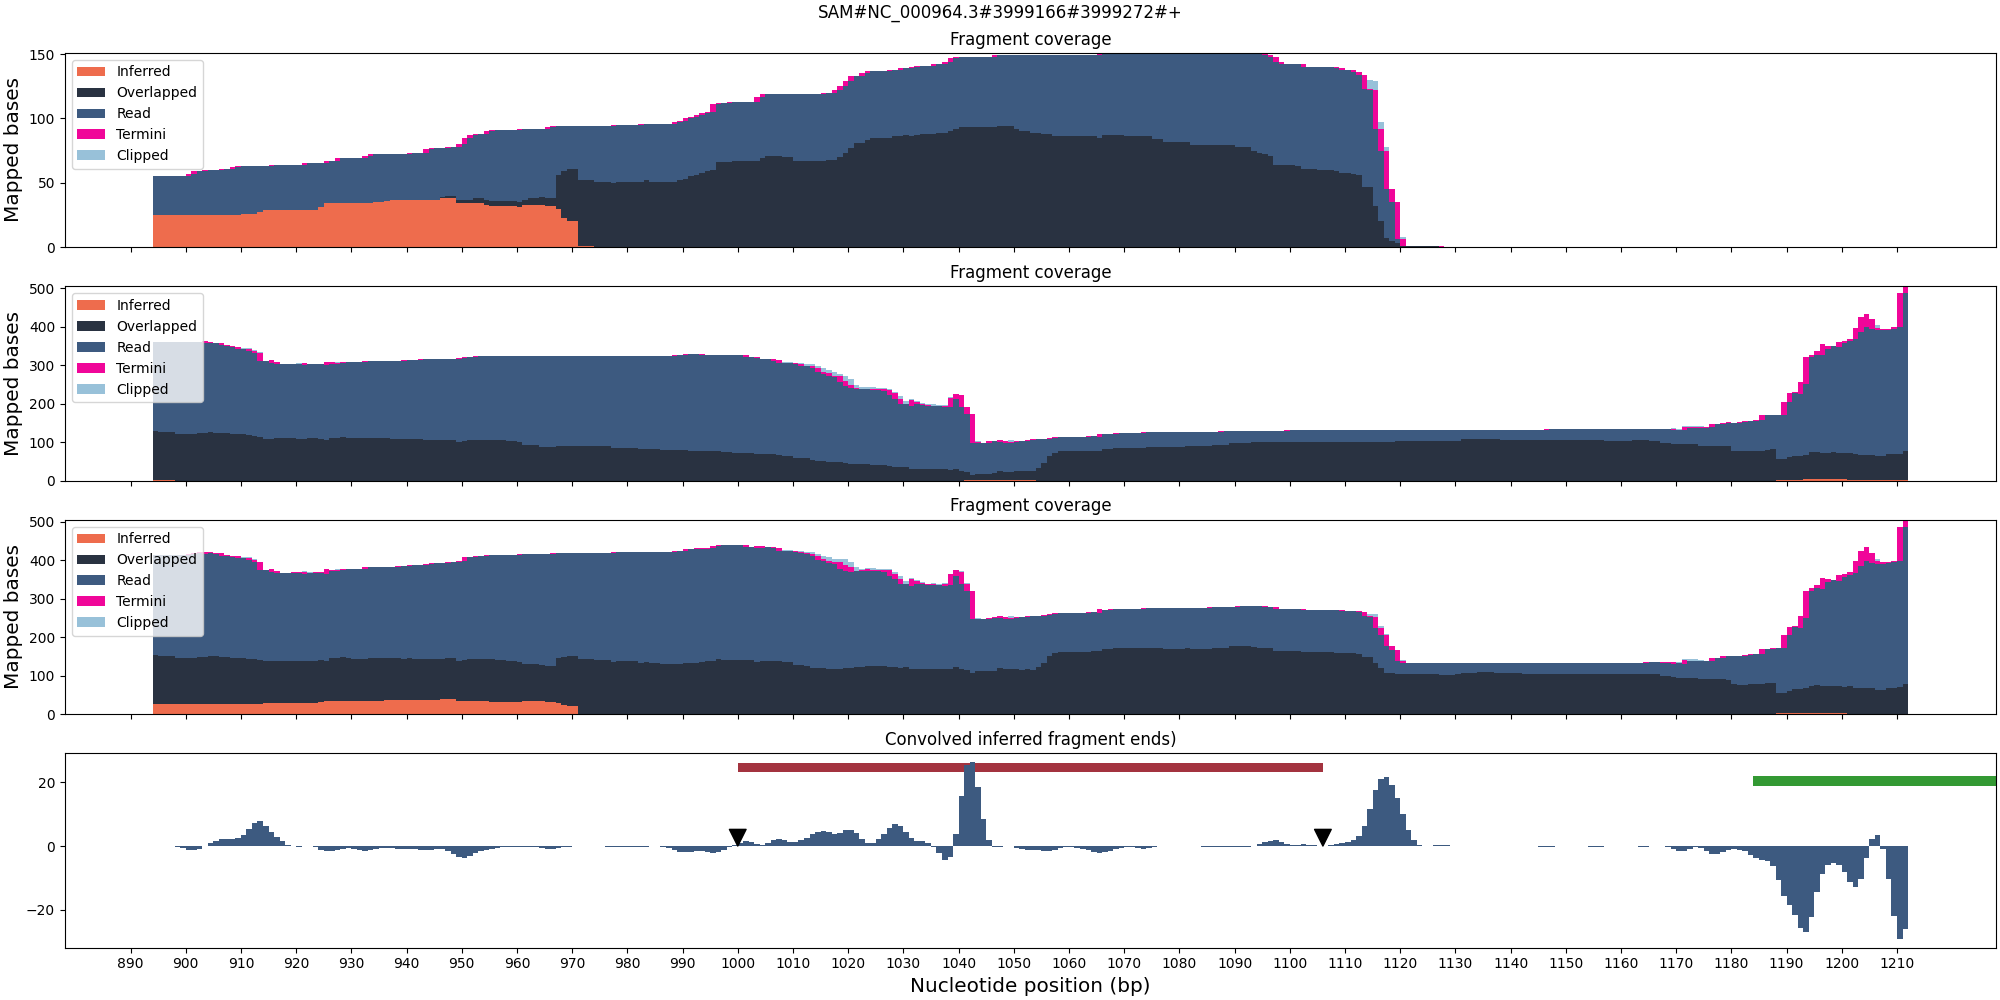 SAM#NC_000964.3#3999166#3999272#+
Fragment coverage
150
100
50
0
Mapped bases
Inferred
Overlapped
Read
Termini
Clipped
Fragment coverage
500
400
300
200
100
0
Mapped bases
Inferred
Overlapped
Read
Termini
Clipped
Fragment coverage
500
400
300
200
100
0
Mapped bases
Inferred
Overlapped
Read
Termini
Clipped
Convolved inferred fragment ends)
20
0
−20
890 900 910 920 930 940 950 960 970 980 990 1000 1010 1020 1030 1040 1050 1060 1070 1080 1090 1100 1110 1120 1130 1140 1150 1160 1170 1180 1190 1200 1210
Nucleotide position (bp)